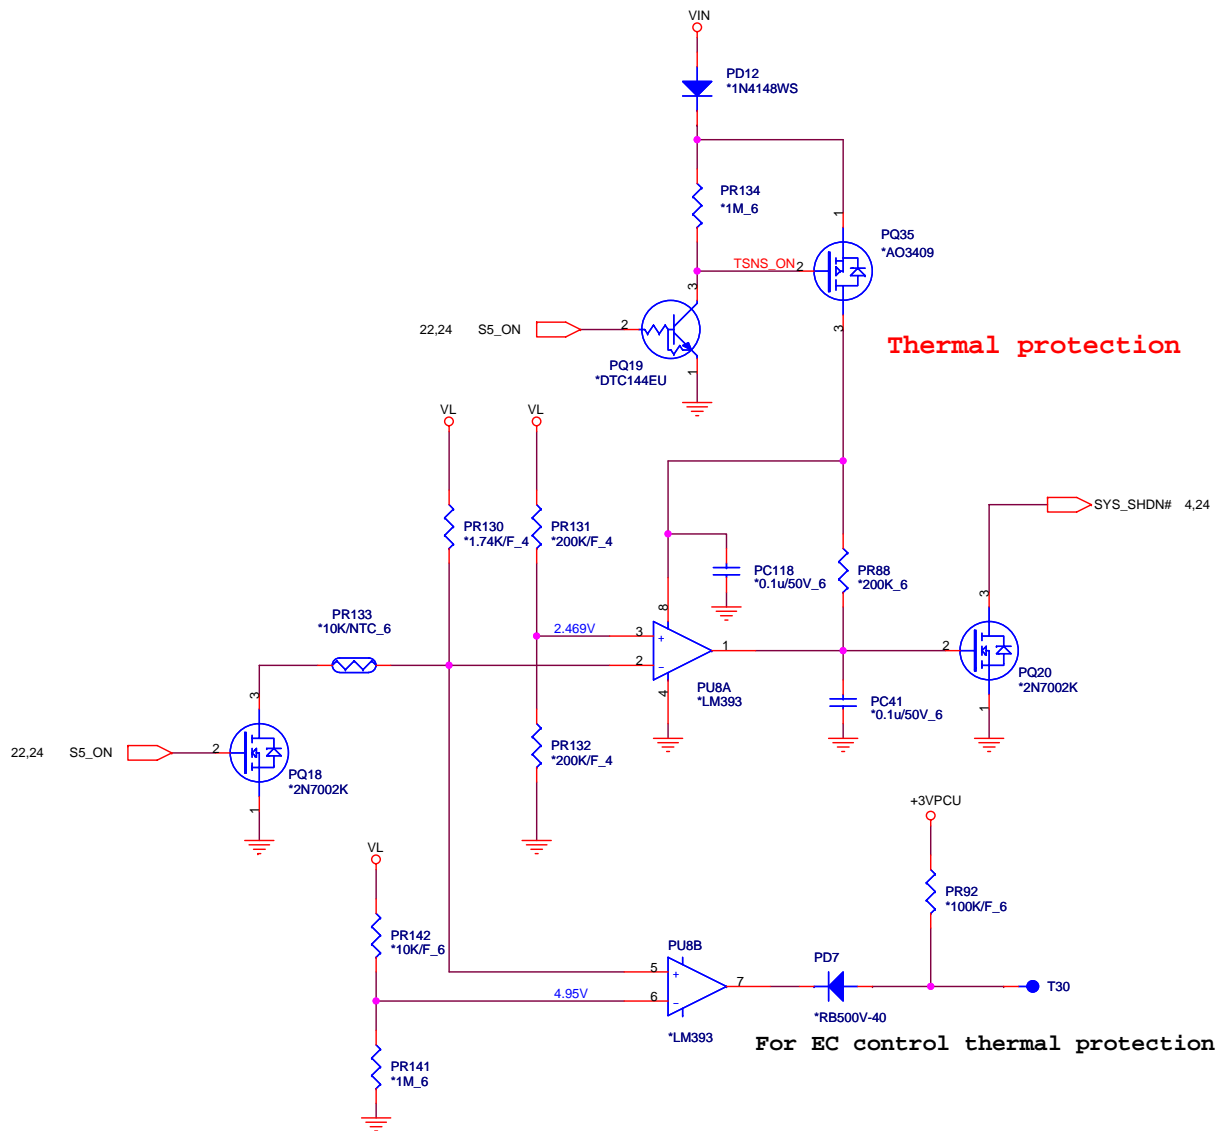 VIN
PD12
*1N4148WS
PR134
*1M_6
1
PQ35
*AO3409
TSNS_ON
2
3
3
22,24 S5_ON
2
PQ19
*DTC144EU
1
Thermal protection
VL
VL
PR130
*1.74K/F_4
PR131
*200K/F_4
SYS_SHDN# 4,24
PC118
*0.1u/50V_6
PR88
*200K_6
PR133
*10K/NTC_6
8
3
2.469V
3
+
1
2
2
−
PU8A
*LM393
4
PQ20
*2N7002K
1
3
PC41
*0.1u/50V_6
22,24 S5_ON
2
PQ18
*2N7002K
1
PR132
*200K/F_4
+3VPCU
VL
PR92
*100K/F_6
PR142
*10K/F_6
PU8B
PD7
5
+
7
4.95V
6
−
T30
*RB500V-40
*LM393
For EC control thermal protection
PR141
*1M_6